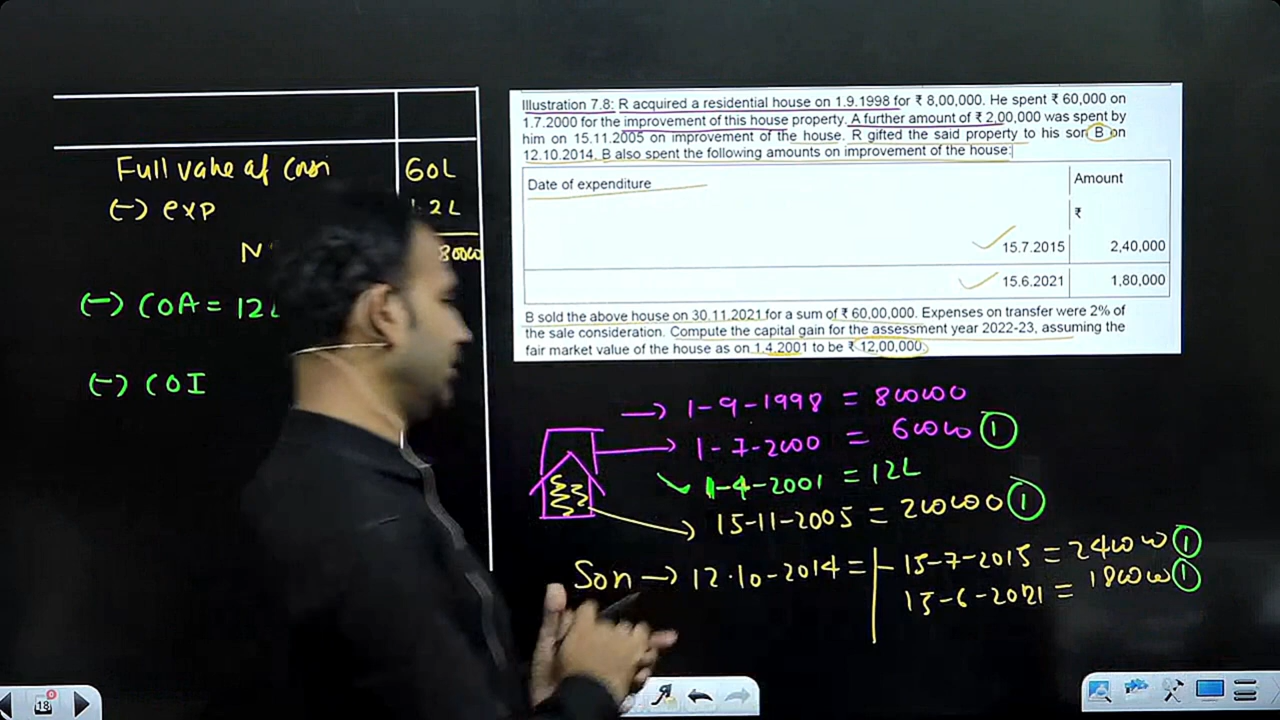 Full value of Consi 60L
(-) exp 1.2L
N 80000
(-) COA = 12L
(-) COI
Illustration 7.8: R acquired a residential house on 1.9.1998 for ₹ 8,00,000. He spent ₹ 60,000 on
1.7.2000 for the improvement of this house property. A further amount of ₹ 2,00,000 was spent by
him on 15.11.2005 on improvement of the house. R gifted the said property to his son B on
12.10.2014. B also spent the following amounts on improvement of the house:
Date of expenditure Amount
₹
15.7.2015 2,40,000
15.6.2021 1,80,000
B sold the above house on 30.11.2021 for a sum of ₹ 60,00,000. Expenses on transfer were 2% of
the sale consideration. Compute the capital gain for the assessment year 2022-23, assuming the
fair market value of the house as on 1.4.2001 to be ₹ 12,00,000.
→ 1-9-1998 = 800000
→ 1-7-2000 = 60000 1
1-4-2001 = 12L
→ 15-11-2005 = 200000 1
Son → 12.10-2014 = - 15-7-2015 = 240000 1
15-6-2021 = 180000 1
18